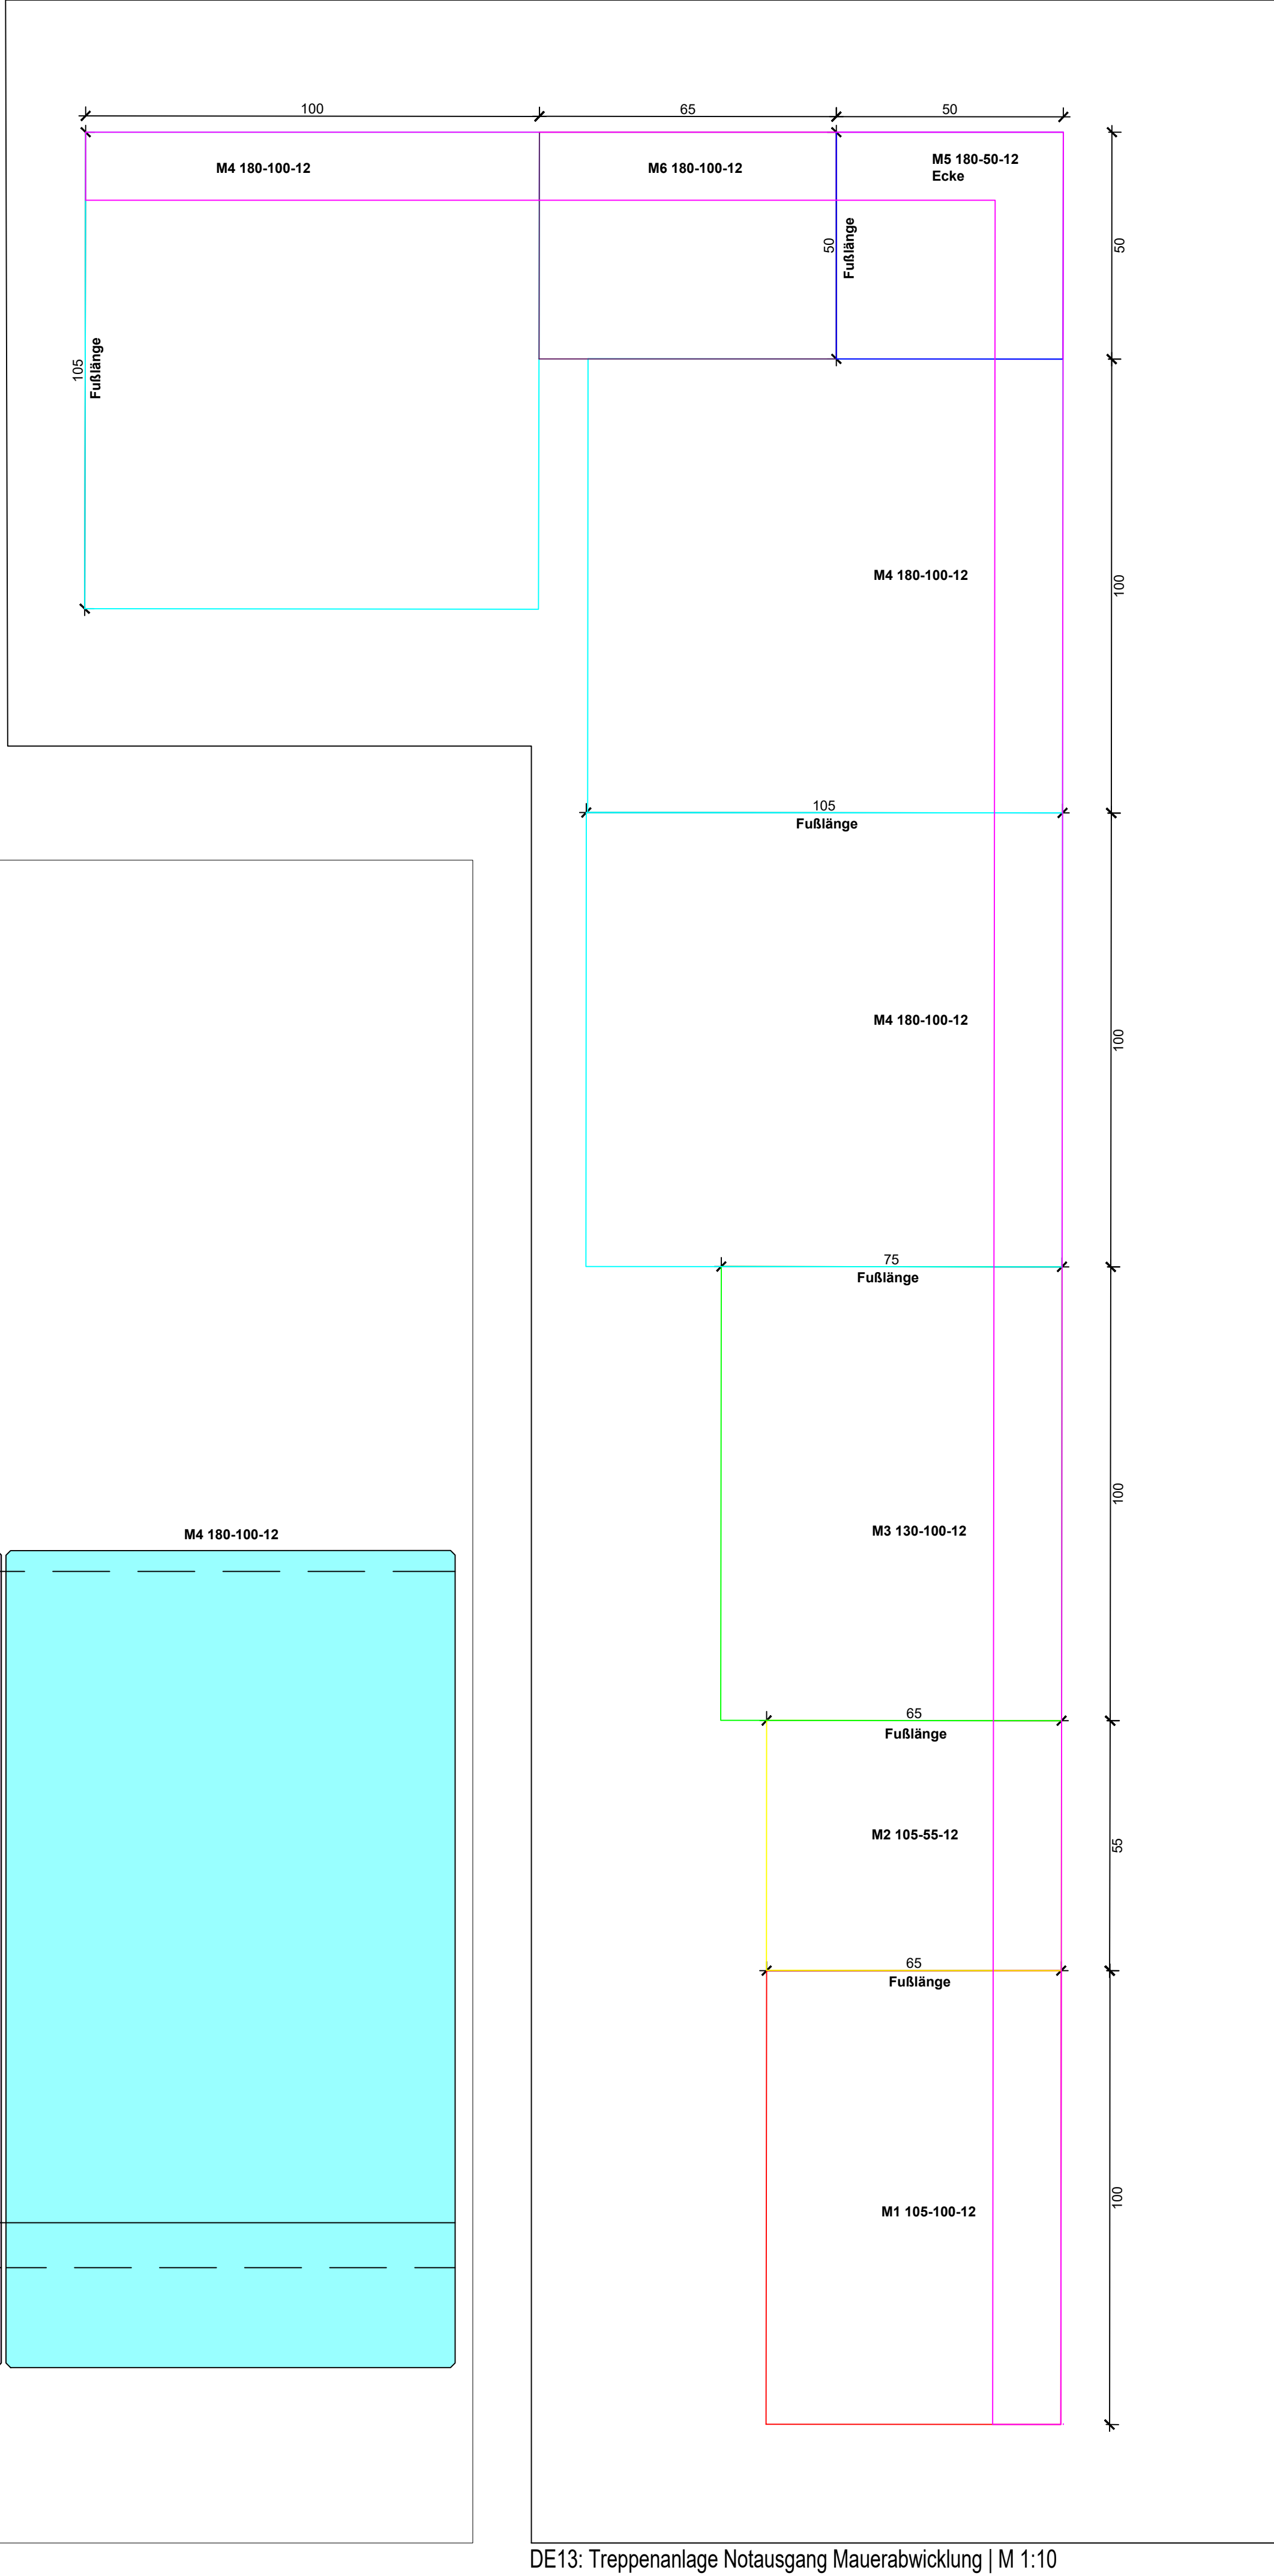 100
65
50
M4 180-100-12
M6 180-100-12
M5 180-50-12
Ecke
50
Fußlänge
50
105
Fußlänge
M4 180-100-12
100
105
Fußlänge
M4 180-100-12
100
75
Fußlänge
M3 130-100-12
100
M4 180-100-12
65
Fußlänge
M2 105-55-12
55
65
Fußlänge
M1 105-100-12
100
DE13: Treppenanlage Notausgang Mauerabwicklung | M 1:10